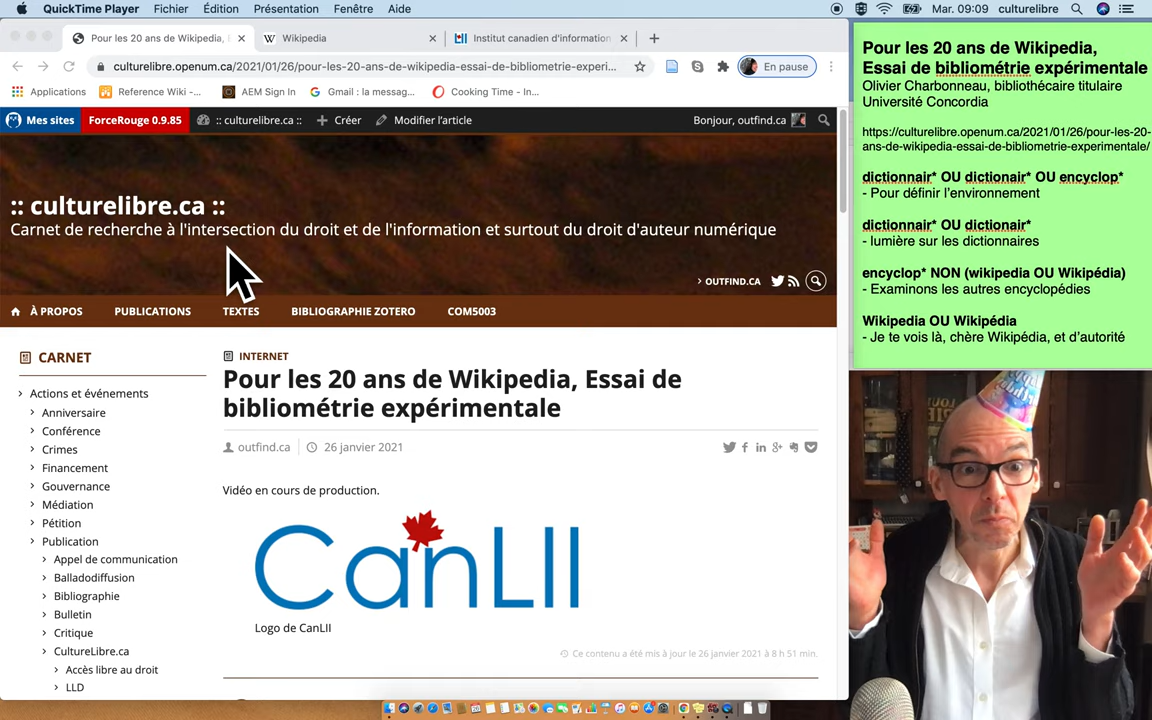 QuickTime Player Fichier Édition Présentation Fenêtre Aide Mar. 09:09 culturelibre
Pour les 20 ans de Wikipedia, Wikipedia Institut canadien d'information
culturelibre.openum.ca/2021/01/26/pour-les-20-ans-de-wikipedia-essai-de-bibliometrie-experi... En pause
Applications Reference Wiki -... AEM Sign In Gmail : la messag... Cooking Time - In...
Mes sites ForceRouge 0.9.85 :: culturelibre.ca :: Créer Modifier l'article Bonjour, outfind.ca
:: culturelibre.ca ::
Carnet de recherche à l'intersection du droit et de l'information et surtout du droit d'auteur numérique
OUTFIND.CA
À PROPOS PUBLICATIONS TEXTES BIBLIOGRAPHIE ZOTERO COM5003
CARNET
Actions et événements
Anniversaire
Conférence
Crimes
Financement
Gouvernance
Médiation
Pétition
Publication
Appel de communication
Balladodiffusion
Bibliographie
Bulletin
Critique
CultureLibre.ca
Accès libre au droit
LLD
INTERNET
Pour les 20 ans de Wikipedia, Essai de
bibliométrie expérimentale
outfind.ca 26 janvier 2021
Vidéo en cours de production.
CanLII
Logo de CanLII
Ce contenu a été mis à jour le 26 janvier 2021 à 8 h 51 min.
Pour les 20 ans de Wikipedia,
Essai de bibliométrie expérimentale
Olivier Charbonneau, bibliothécaire titulaire
Université Concordia
https://culturelibre.openum.ca/2021/01/26/pour-les-20-
ans-de-wikipedia-essai-de-bibliometrie-experimentale/
dictionnair* OU dictionair* OU encyclop*
- Pour définir l'environnement
dictionnair* OU dictionair*
- lumière sur les dictionnaires
encyclop* NON (wikipedia OU Wikipédia)
- Examinons les autres encyclopédies
Wikipedia OU Wikipédia
- Je te vois là, chère Wikipédia, et d'autorité